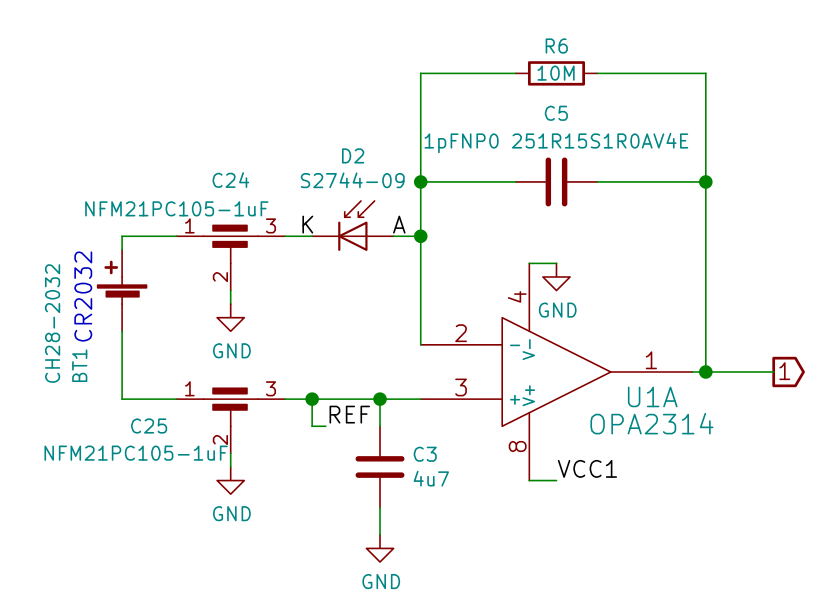 R6
10M
C5
1pFNP0 251R15S1R0AV4E
D2
S2744-09
C24
NFM21PC105-1uF
1
3
K
A
2
GND
+
CH28-2032
BT1
CR2032
4
GND
2
-
V-
1
1
3
+
V+
U1A
OPA2314
8
VCC1
1
3
REF
C25
NFM21PC105-1uF
2
GND
C3
4u7
GND